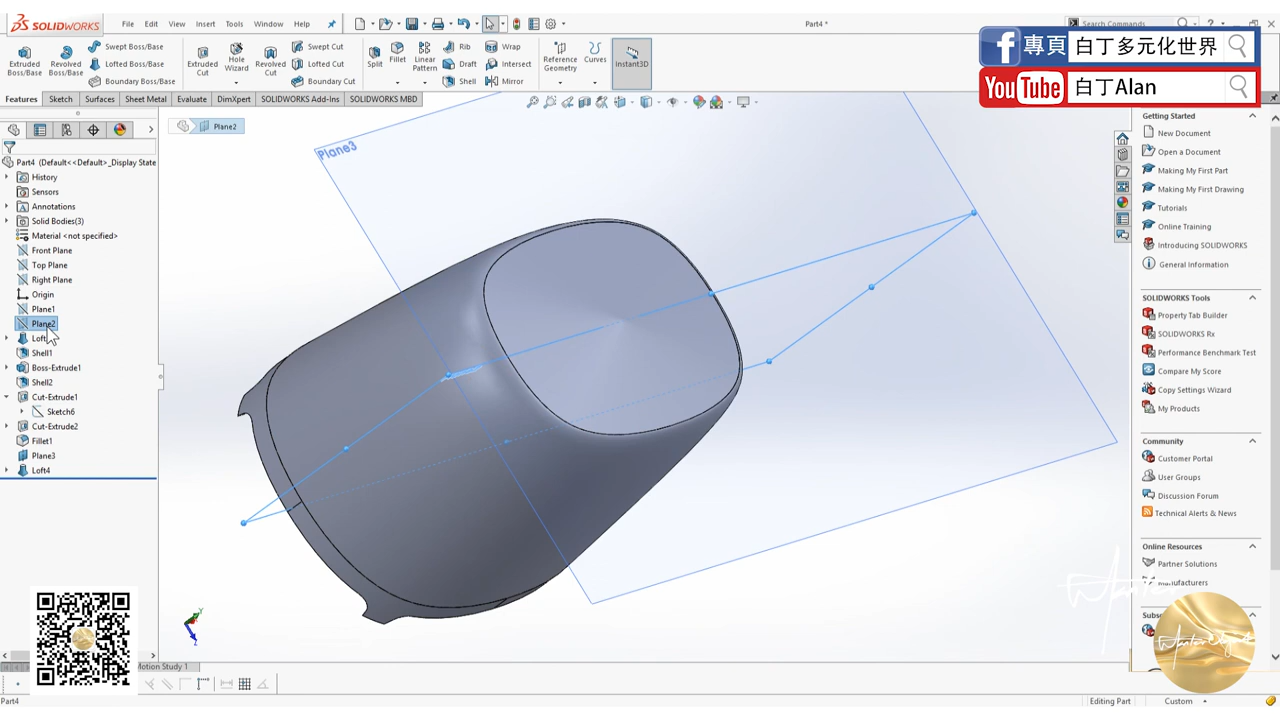 SOLIDWORKS
File Edit View Insert Tools Window Help
Part4 *
Search Commands
Extruded Boss/Base
Revolved Boss/Base
Swept Boss/Base
Lofted Boss/Base
Boundary Boss/Base
Extruded Cut
Hole Wizard
Revolved Cut
Swept Cut
Lofted Cut
Boundary Cut
Split
Fillet
Linear Pattern
Rib
Draft
Shell
Wrap
Intersect
Mirror
Reference Geometry
Curves
Instant3D
專頁 白丁多元化世界
YouTube 白丁Alan
Features Sketch Surfaces Sheet Metal Evaluate DimXpert SOLIDWORKS Add-Ins SOLIDWORKS MBD
Plane2
Plane3
Part4 (Default<<Default>_Display State
History
Sensors
Annotations
Solid Bodies(3)
Material <not specified>
Front Plane
Top Plane
Right Plane
Origin
Plane1
Plane2
Shell1
Boss-Extrude1
Shell2
Cut-Extrude1
Sketch6
Cut-Extrude2
Fillet1
Plane3
Loft4
Getting Started
New Document
Open a Document
Making My First Part
Making My First Drawing
Tutorials
Online Training
Introducing SOLIDWORKS
General Information
SOLIDWORKS Tools
Property Tab Builder
SOLIDWORKS Rx
Performance Benchmark Test
Compare My Score
Copy Settings Wizard
My Products
Community
Customer Portal
User Groups
Discussion Forum
Technical Alerts & News
Online Resources
Partner Solutions
Manufacturers
Motion Study 1
Part4
Editing Part
Custom